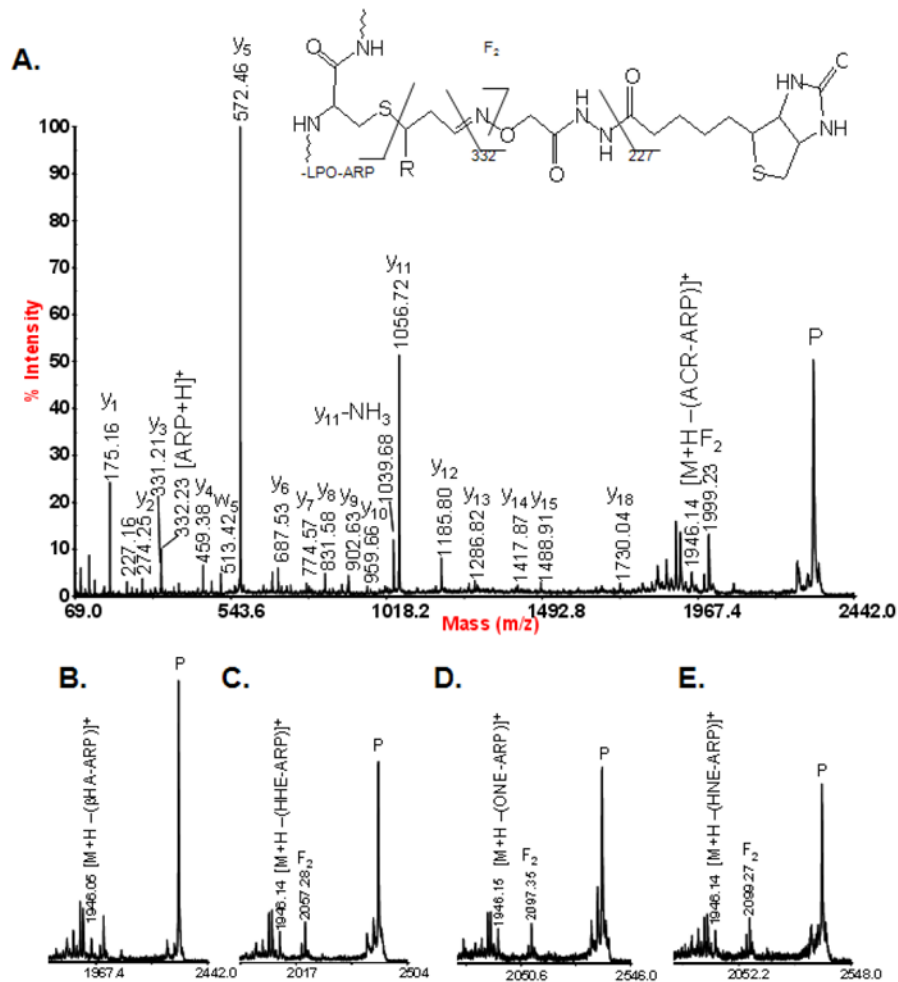 A.
F₂
O
NH
HN
S
R
N
O
O
H
N
N
H
O
S
HN
NH
C
-LPO-ARP
332
227
% Intensity
100
90
80
70
60
50
40
30
20
10
0
y₁
175.16
227.16
y₂
274.25
y₃
331.213
332.23 [ARP+H]⁺
y₄
459.38
w₅
513.42
y₅
572.46
y₆
687.53
y₇
774.57
y₈
831.58
y₉
902.63
y₁₀
959.66
y₁₁-NH₃
1039.68
y₁₁
1056.72
y₁₂
1185.80
y₁₃
1286.82
y₁₄
1417.87
y₁₅
1488.91
y₁₈
1730.04
1946.14 [M+H –(ACR-ARP)]⁺
F₂
1999.23
P
69.0 543.6 1018.2 1492.8 1967.4 2442.0
Mass (m/z)
B.
1946.05 [M+H –(βHA-ARP)]⁺
P
1967.4 2442.0
C.
1946.14 [M+H –(HHE-ARP)]⁺
F₂
2057.28
P
2017 2504
D.
1946.15 [M+H –(ONE-ARP)]⁺
F₂
2097.35
P
2050.6 2546.0
E.
1946.14 [M+H –(HNE-ARP)]⁺
F₂
2099.27
P
2052.2 2548.0